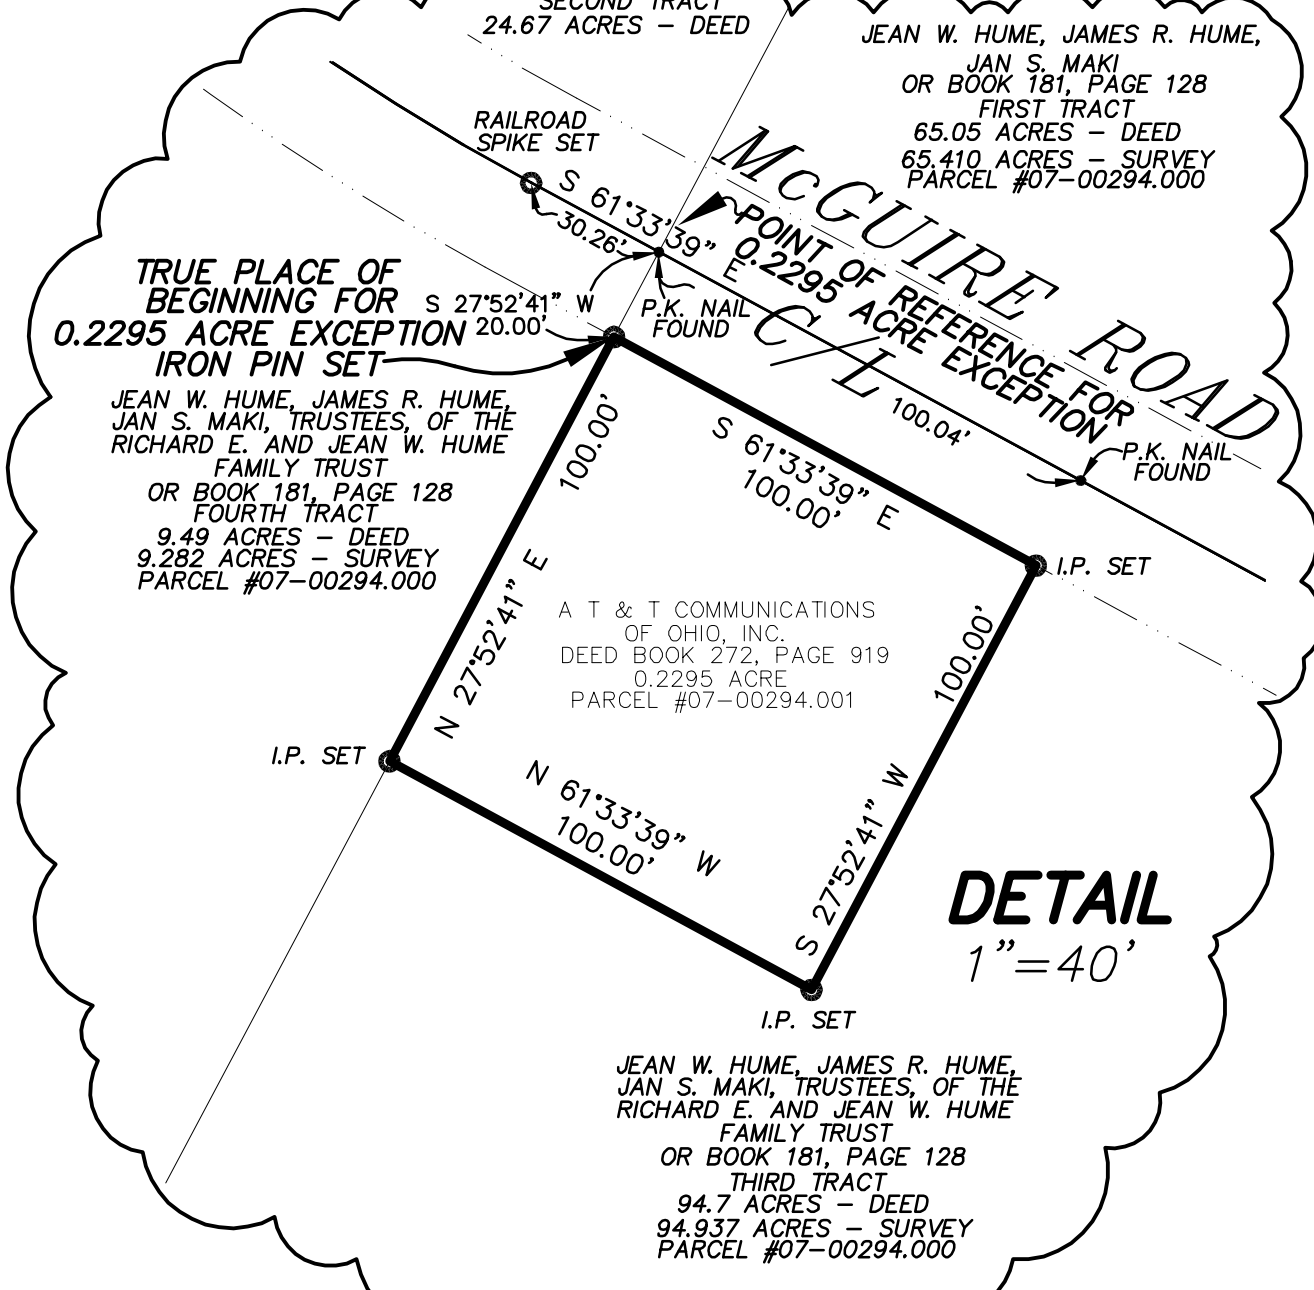 SECOND TRACT
24.67 ACRES – DEED
JEAN W. HUME, JAMES R. HUME,
JAN S. MAKI
OR BOOK 181, PAGE 128
FIRST TRACT
65.05 ACRES – DEED
65.410 ACRES – SURVEY
PARCEL #07–00294.000
RAILROAD
SPIKE SET
S 61°33'39" E
30.26'
McGUIRE ROAD
POINT OF REFERENCE FOR
0.2295 ACRE EXCEPTION
C/L
100.04'
P.K. NAIL
FOUND
P.K. NAIL
FOUND
TRUE PLACE OF
BEGINNING FOR
0.2295 ACRE EXCEPTION
IRON PIN SET
S 27°52'41" W
20.00'
JEAN W. HUME, JAMES R. HUME,
JAN S. MAKI, TRUSTEES, OF THE
RICHARD E. AND JEAN W. HUME
FAMILY TRUST
OR BOOK 181, PAGE 128
FOURTH TRACT
9.49 ACRES – DEED
9.282 ACRES – SURVEY
PARCEL #07–00294.000
100.00'
N 27°52'41" E
S 61°33'39" E
100.00'
I.P. SET
A T & T COMMUNICATIONS
OF OHIO, INC.
DEED BOOK 272, PAGE 919
0.2295 ACRE
PARCEL #07–00294.001
100.00'
S 27°52'41" W
I.P. SET
N 61°33'39" W
100.00'
I.P. SET
DETAIL
1"=40'
JEAN W. HUME, JAMES R. HUME,
JAN S. MAKI, TRUSTEES, OF THE
RICHARD E. AND JEAN W. HUME
FAMILY TRUST
OR BOOK 181, PAGE 128
THIRD TRACT
94.7 ACRES – DEED
94.937 ACRES – SURVEY
PARCEL #07–00294.000